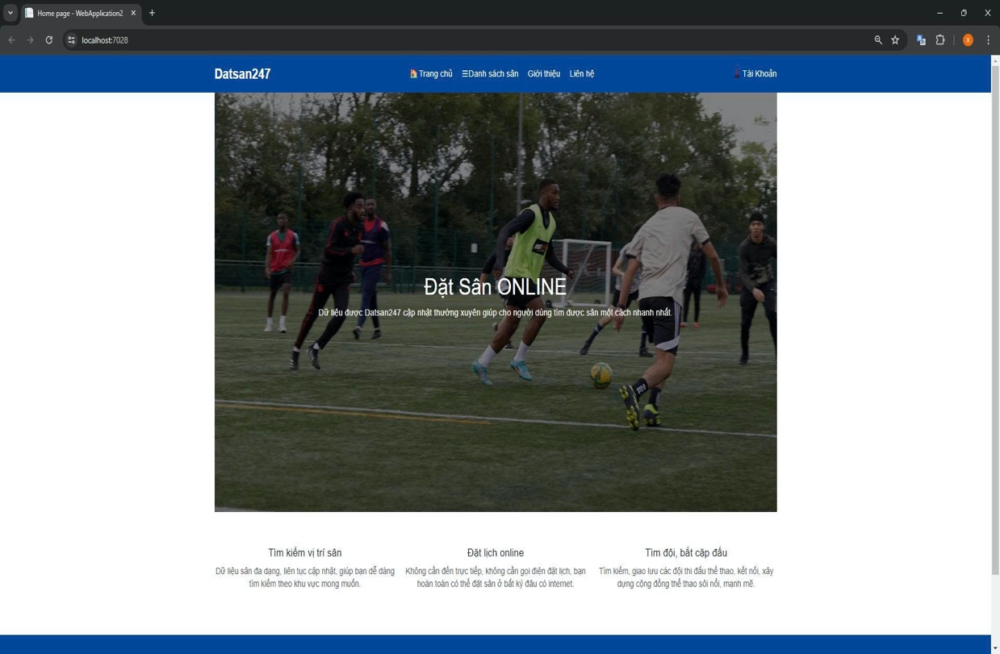 Home page - WebApplication2
localhost:7028
Datsan247
Trang chủ
Danh sách sân
Giới thiệu
Liên hệ
Tài Khoản
Đặt Sân ONLINE
Dữ liệu được Datsan247 cập nhật thường xuyên giúp cho người dùng tìm được sân một cách nhanh nhất.
Tìm kiếm vị trí sân
Dữ liệu sân đa dạng, liên tục cập nhật, giúp bạn dễ dàng
tìm kiếm theo khu vực mong muốn.
Đặt lịch online
Không cần đến trực tiếp, không cần gọi điện đặt lịch, bạn
hoàn toàn có thể đặt sân ở bất kỳ đâu có internet.
Tìm đội, bắt cặp đấu
Tìm kiếm, giao lưu các đội thi đấu thể thao, kết nối, xây
dựng cộng đồng thể thao sôi nổi, mạnh mẽ.